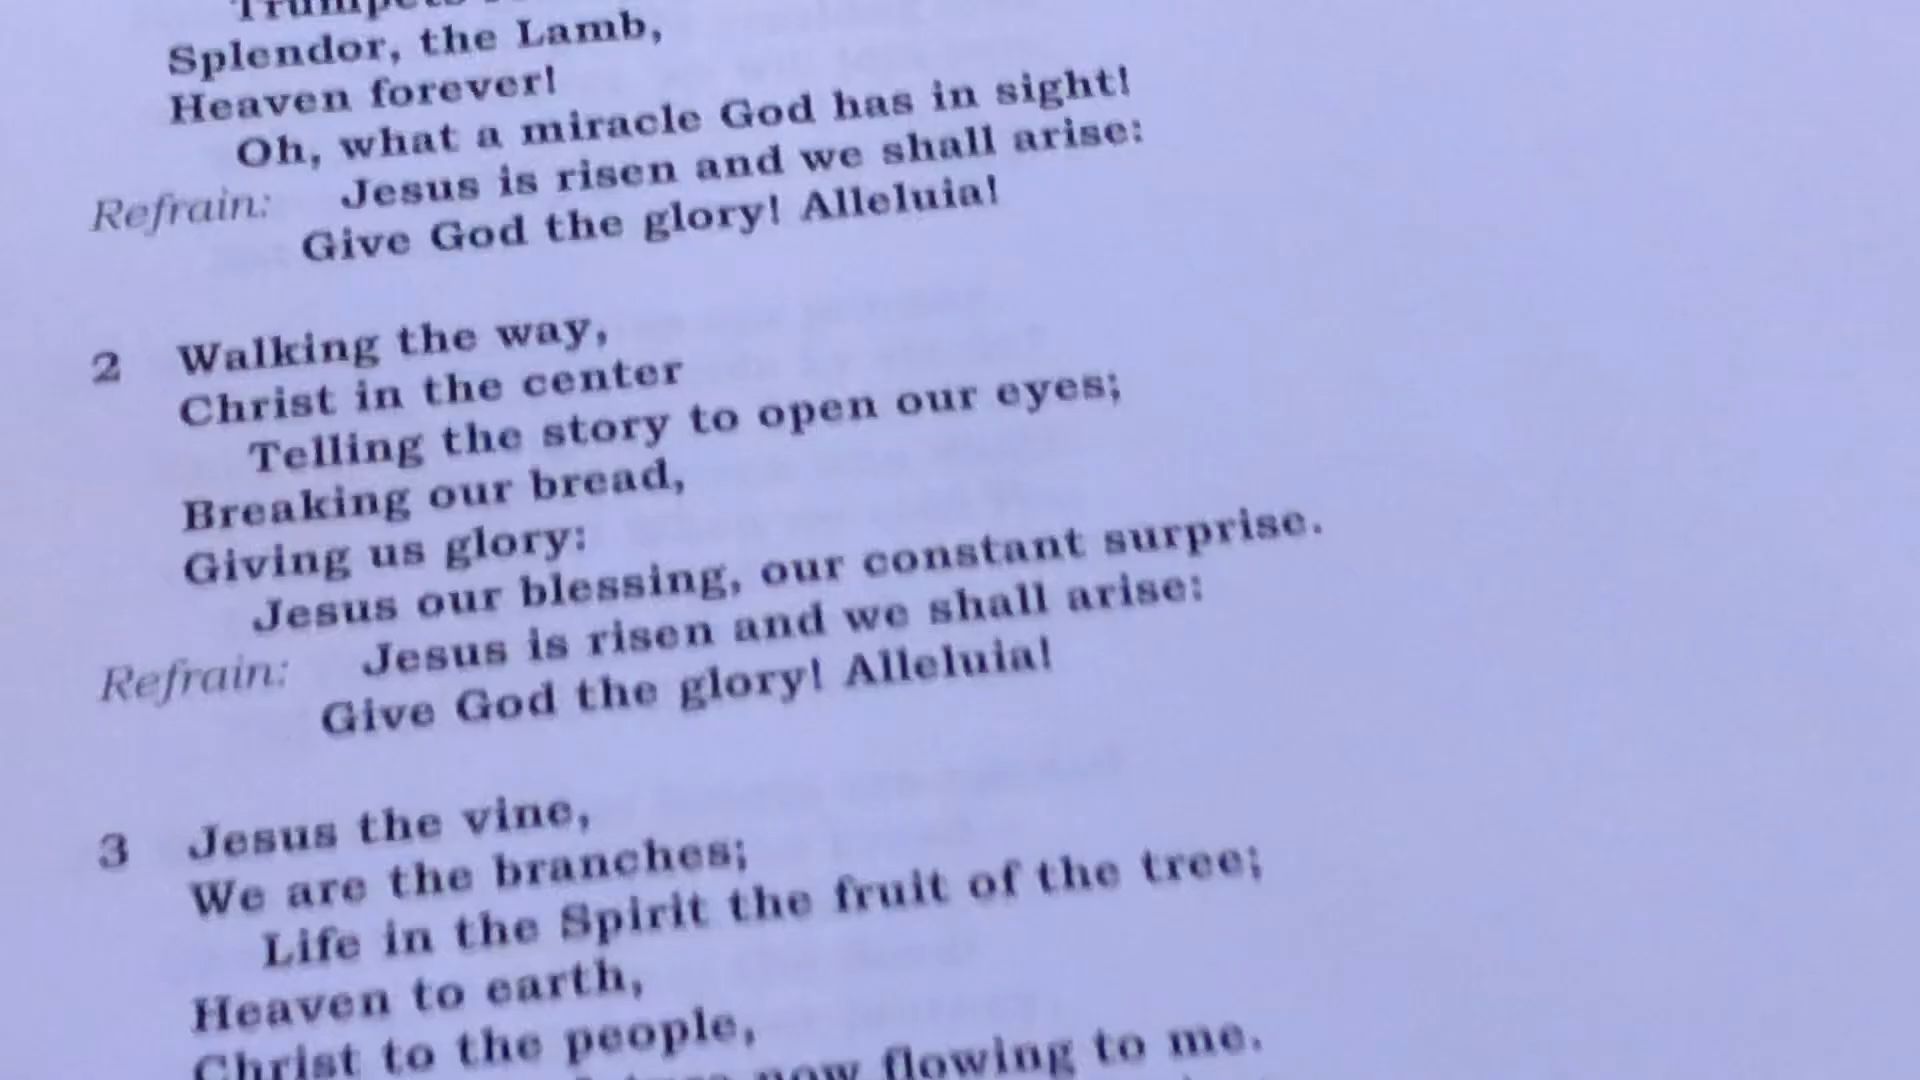 Trumpets
Splendor, the Lamb,
Heaven forever!
Oh, what a miracle God has in sight!
Refrain: Jesus is risen and we shall arise:
Give God the glory! Alleluia!
2 Walking the way,
Christ in the center
Telling the story to open our eyes;
Breaking our bread,
Giving us glory:
Jesus our blessing, our constant surprise.
Refrain: Jesus is risen and we shall arise:
Give God the glory! Alleluia!
3 Jesus the vine,
We are the branches;
Life in the Spirit the fruit of the tree;
Heaven to earth,
Christ to the people,
now flowing to me.